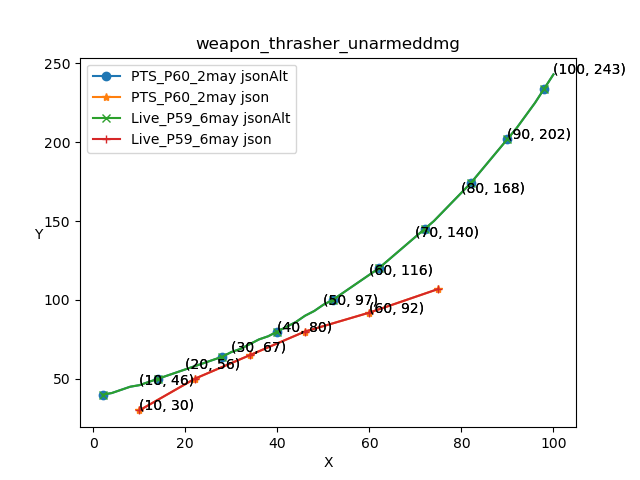 weapon_thrasher_unarmeddmg
PTS_P60_2may jsonAlt
PTS_P60_2may json
Live_P59_6may jsonAlt
Live_P59_6may json
Y
250
200
150
100
50
(100, 243)
(90, 202)
(80, 168)
(70, 140)
(60, 116)
(50, 97)
(60, 92)
(40, 80)
(30, 67)
(20, 56)
(10, 46)
(10, 30)
0 20 40 60 80 100
X